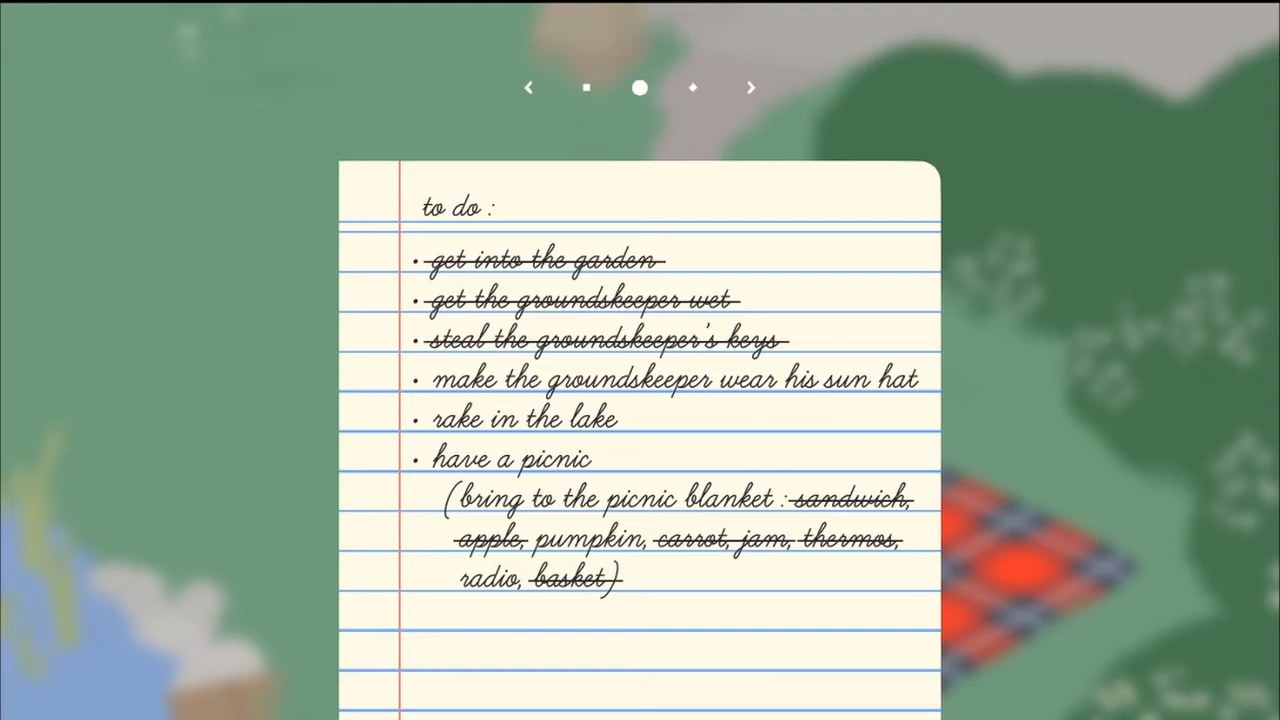 to do :
• get into the garden
• get the groundskeeper wet
• steal the groundskeeper's keys
• make the groundskeeper wear his sun hat
• rake in the lake
• have a picnic
(bring to the picnic blanket : sandwich,
apple, pumpkin, carrot, jam, thermos,
radio, basket)